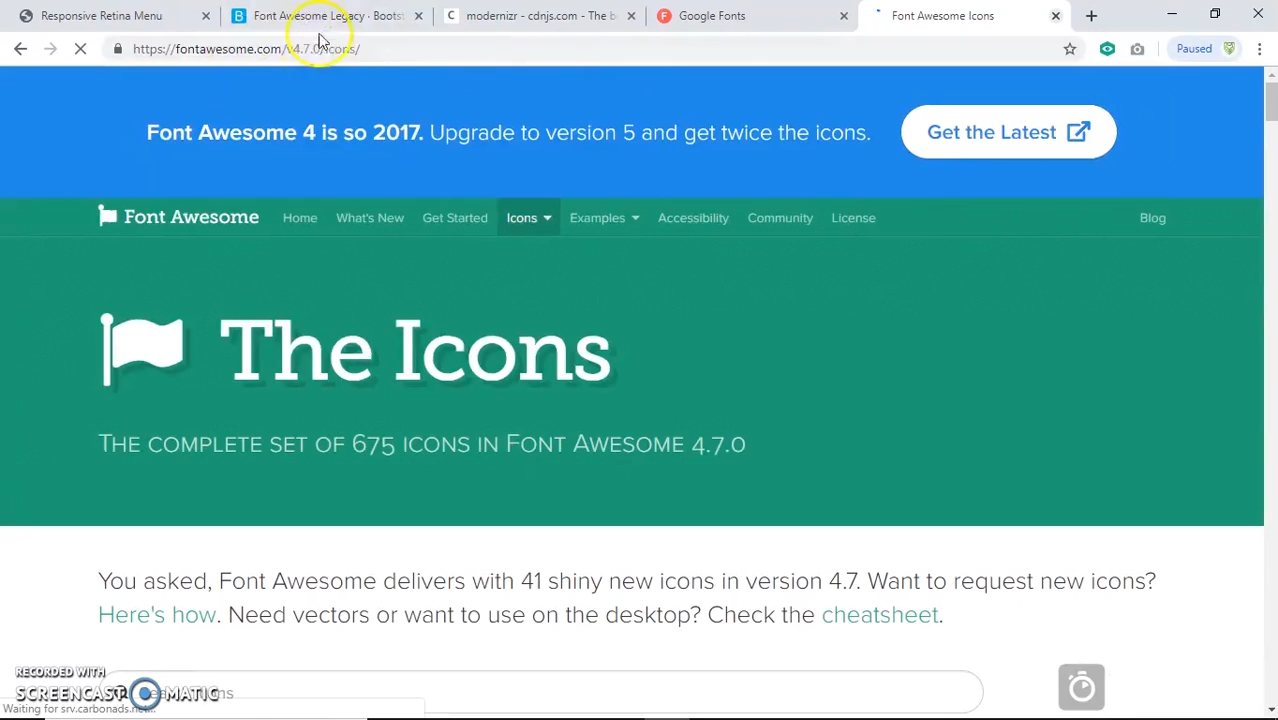 Responsive Retina Menu
Font Awesome Legacy · Bootst
modernizr - cdnjs.com - The b
Google Fonts
Font Awesome Icons
https://fontawesome.com/v4.7.0/icons/
Paused
Font Awesome 4 is so 2017. Upgrade to version 5 and get twice the icons.
Get the Latest
Font Awesome
Home
What's New
Get Started
Icons
Examples
Accessibility
Community
License
Blog
The Icons
The complete set of 675 icons in Font Awesome 4.7.0
You asked, Font Awesome delivers with 41 shiny new icons in version 4.7. Want to request new icons?
Here's how. Need vectors or want to use on the desktop? Check the cheatsheet.
RECORDED WITH
SCREENCAST-O-MATIC
Waiting for srv.carbonads.net...